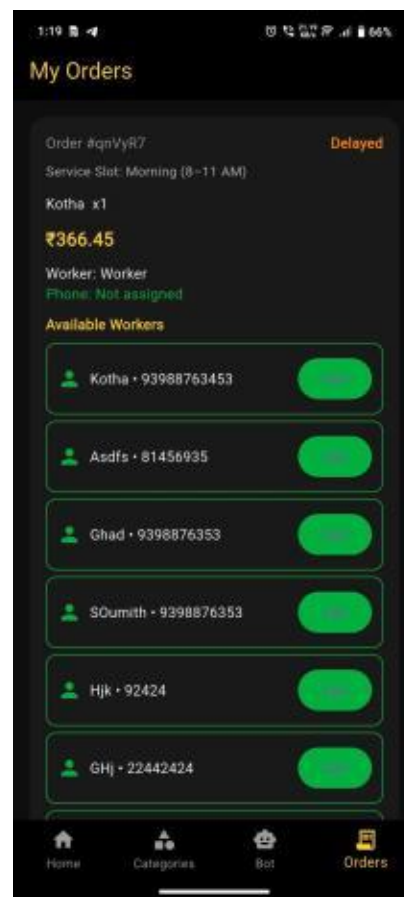 1:19
66%
My Orders
Order #qnVyR7
Delayed
Service Slot: Morning (8–11 AM)
Kotha x1
₹366.45
Worker: Worker
Phone: Not assigned
Available Workers
Kotha • 93988763453
Asdfs • 81456935
Ghad • 9398876353
SOumith • 9398876353
Hjk • 92424
GHj • 22442424
Home
Categories
Bot
Orders